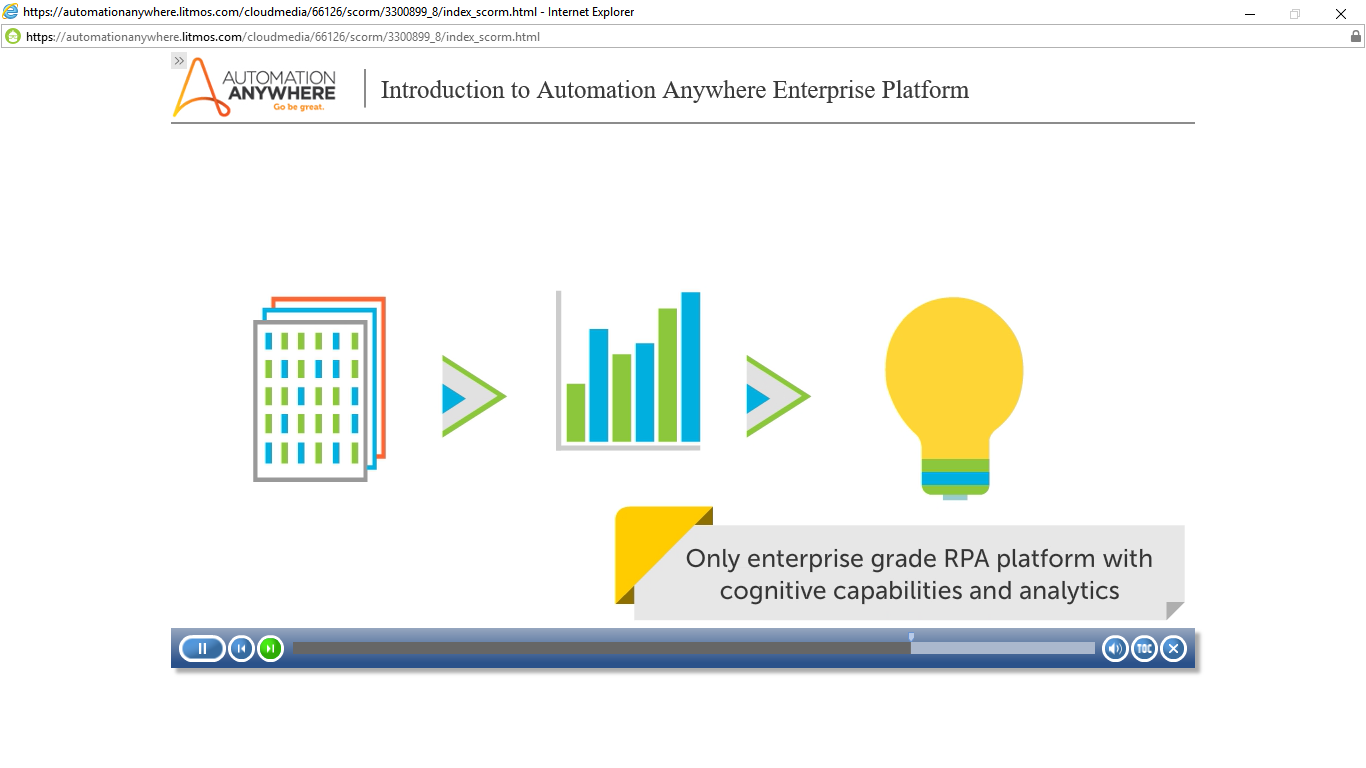 https://automationanywhere.litmos.com/cloudmedia/66126/scorm/3300899_8/index_scorm.html - Internet Explorer
https://automationanywhere.litmos.com/cloudmedia/66126/scorm/3300899_8/index_scorm.html
AUTOMATION
ANYWHERE
Go be great.
Introduction to Automation Anywhere Enterprise Platform
Only enterprise grade RPA platform with
cognitive capabilities and analytics
TOC